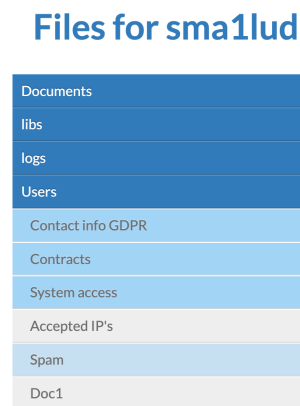 Files for sma1lud
Documents
libs
logs
Users
Contact info GDPR
Contracts
System access
Accepted IP's
Spam
Doc1